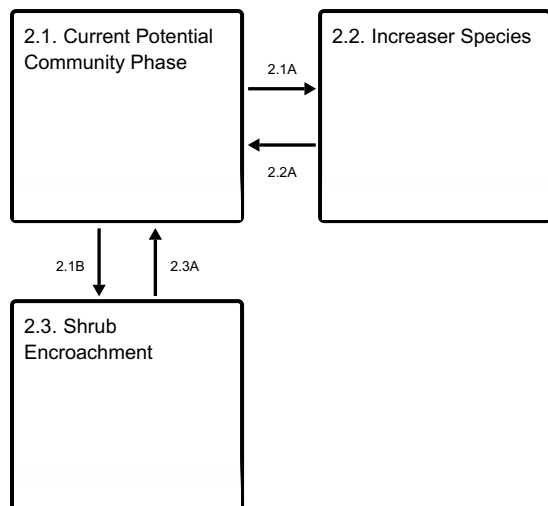 2.1. Current Potential
Community Phase
2.2. Increaser Species
2.1A
2.2A
2.1B
2.3A
2.3. Shrub
Encroachment